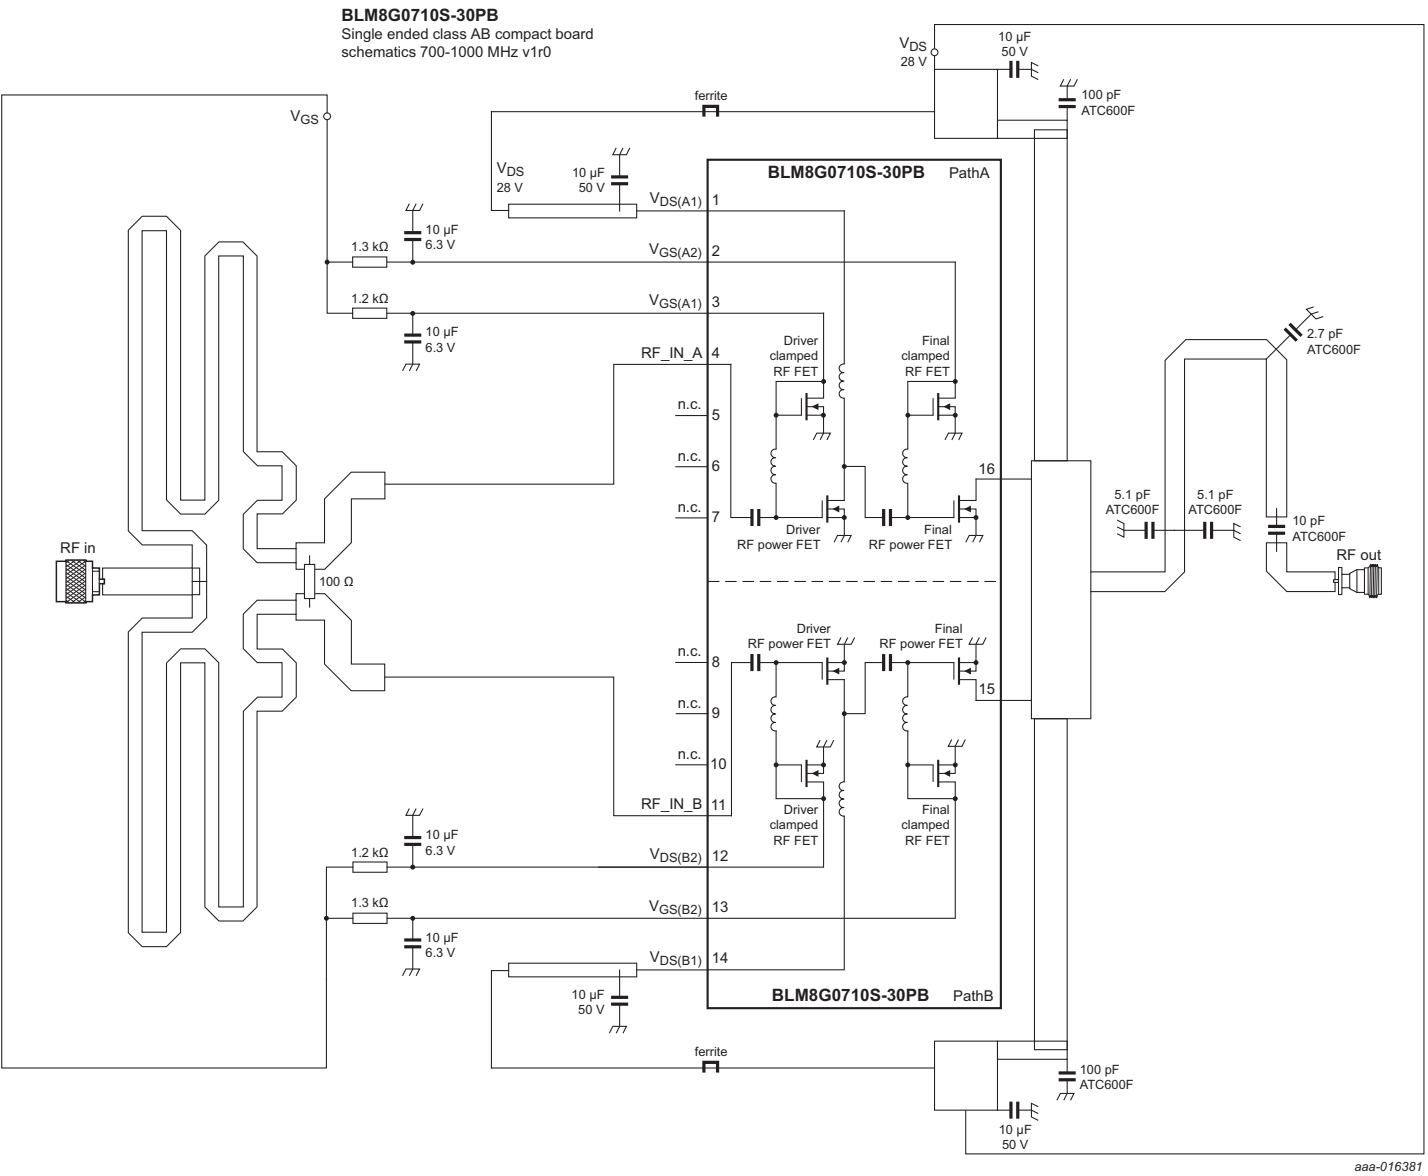 BLM8G0710S-30PB
Single ended class AB compact board
schematics 700-1000 MHz v1r0
VDS
28 V
10 µF
50 V
100 pF
ATC600F
ferrite
VGS
VDS
28 V
10 µF
50 V
BLM8G0710S-30PB
PathA
VDS(A1)
1
10 µF
6.3 V
1.3 kΩ
VGS(A2)
2
1.2 kΩ
VGS(A1)
3
10 µF
6.3 V
RF_IN_A
4
Driver
clamped
RF FET
Final
clamped
RF FET
2.7 pF
ATC600F
n.c.
5
n.c.
6
16
n.c.
7
Driver
RF power FET
Final
RF power FET
5.1 pF
ATC600F
5.1 pF
ATC600F
10 pF
ATC600F
RF in
RF out
100 Ω
Driver
RF power FET
Final
RF power FET
n.c.
8
15
n.c.
9
n.c.
10
RF_IN_B
11
Driver
clamped
RF FET
Final
clamped
RF FET
10 µF
6.3 V
1.2 kΩ
VDS(B2)
12
1.3 kΩ
VGS(B2)
13
10 µF
6.3 V
VDS(B1)
14
10 µF
50 V
BLM8G0710S-30PB
PathB
ferrite
100 pF
ATC600F
10 µF
50 V
aaa-016381